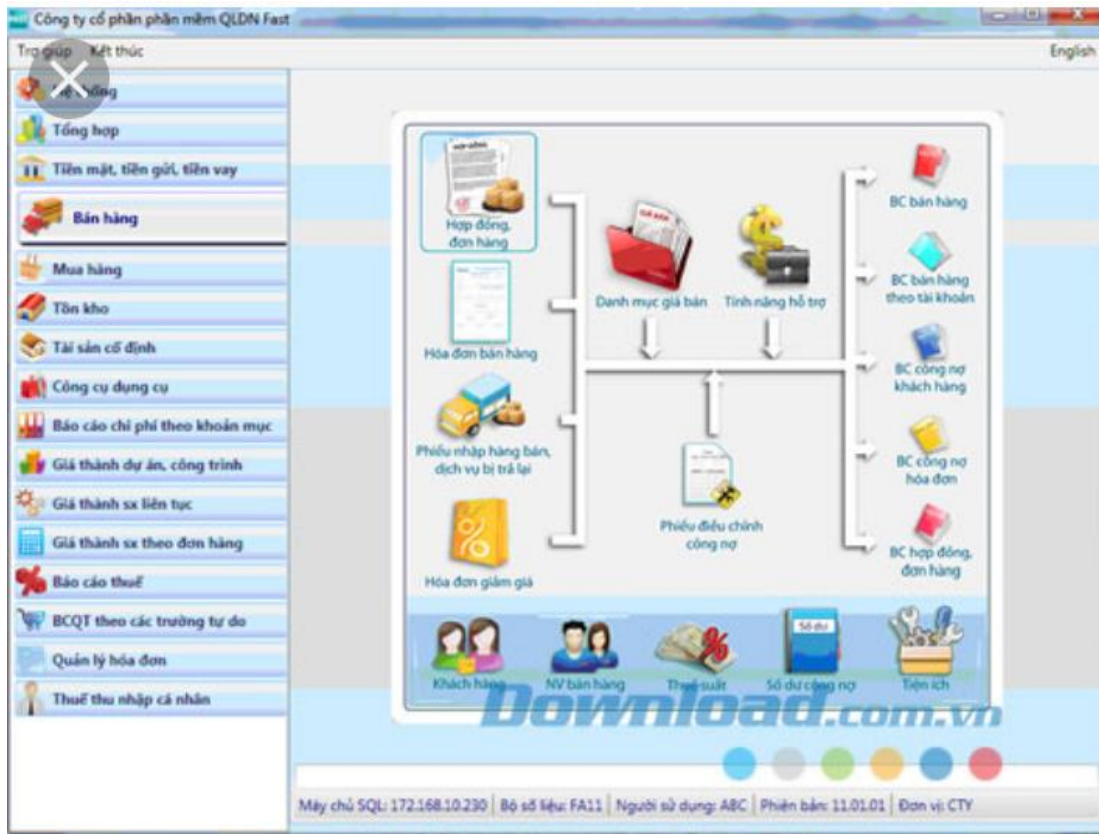 Công ty cổ phần phần mềm QLDN Fast
Trợ giúp Kết thúc English
Hệ thống
Tổng hợp
Tiền mặt, tiền gửi, tiền vay
Bán hàng
Mua hàng
Tồn kho
Tài sản cố định
Công cụ dụng cụ
Báo cáo chi phí theo khoản mục
Giá thành dự án, công trình
Giá thành sx liên tục
Giá thành sx theo đơn hàng
Báo cáo thuế
BCQT theo các trường tự do
Quản lý hóa đơn
Thuế thu nhập cá nhân
HỢP ĐỒNG
Hợp đồng,
đơn hàng
Hóa đơn bán hàng
Phiếu nhập hàng bán,
dịch vụ bị trả lại
Hóa đơn giảm giá
GIÁ BÁN
Danh mục giá bán
Tính năng hỗ trợ
Phiếu điều chỉnh
công nợ
BC bán hàng
BC bán hàng
theo tài khoản
BC công nợ
khách hàng
BC công nợ
hóa đơn
BC hợp đồng,
đơn hàng
Số dư
Khách hàng
NV bán hàng
Thuế suất
Số dư công nợ
Tiện ích
Download.com.vn
Máy chủ SQL: 172.168.10.230 Bộ số liệu: FA11 Người sử dụng: ABC Phiên bản: 11.01.01 Đơn vị: CTY